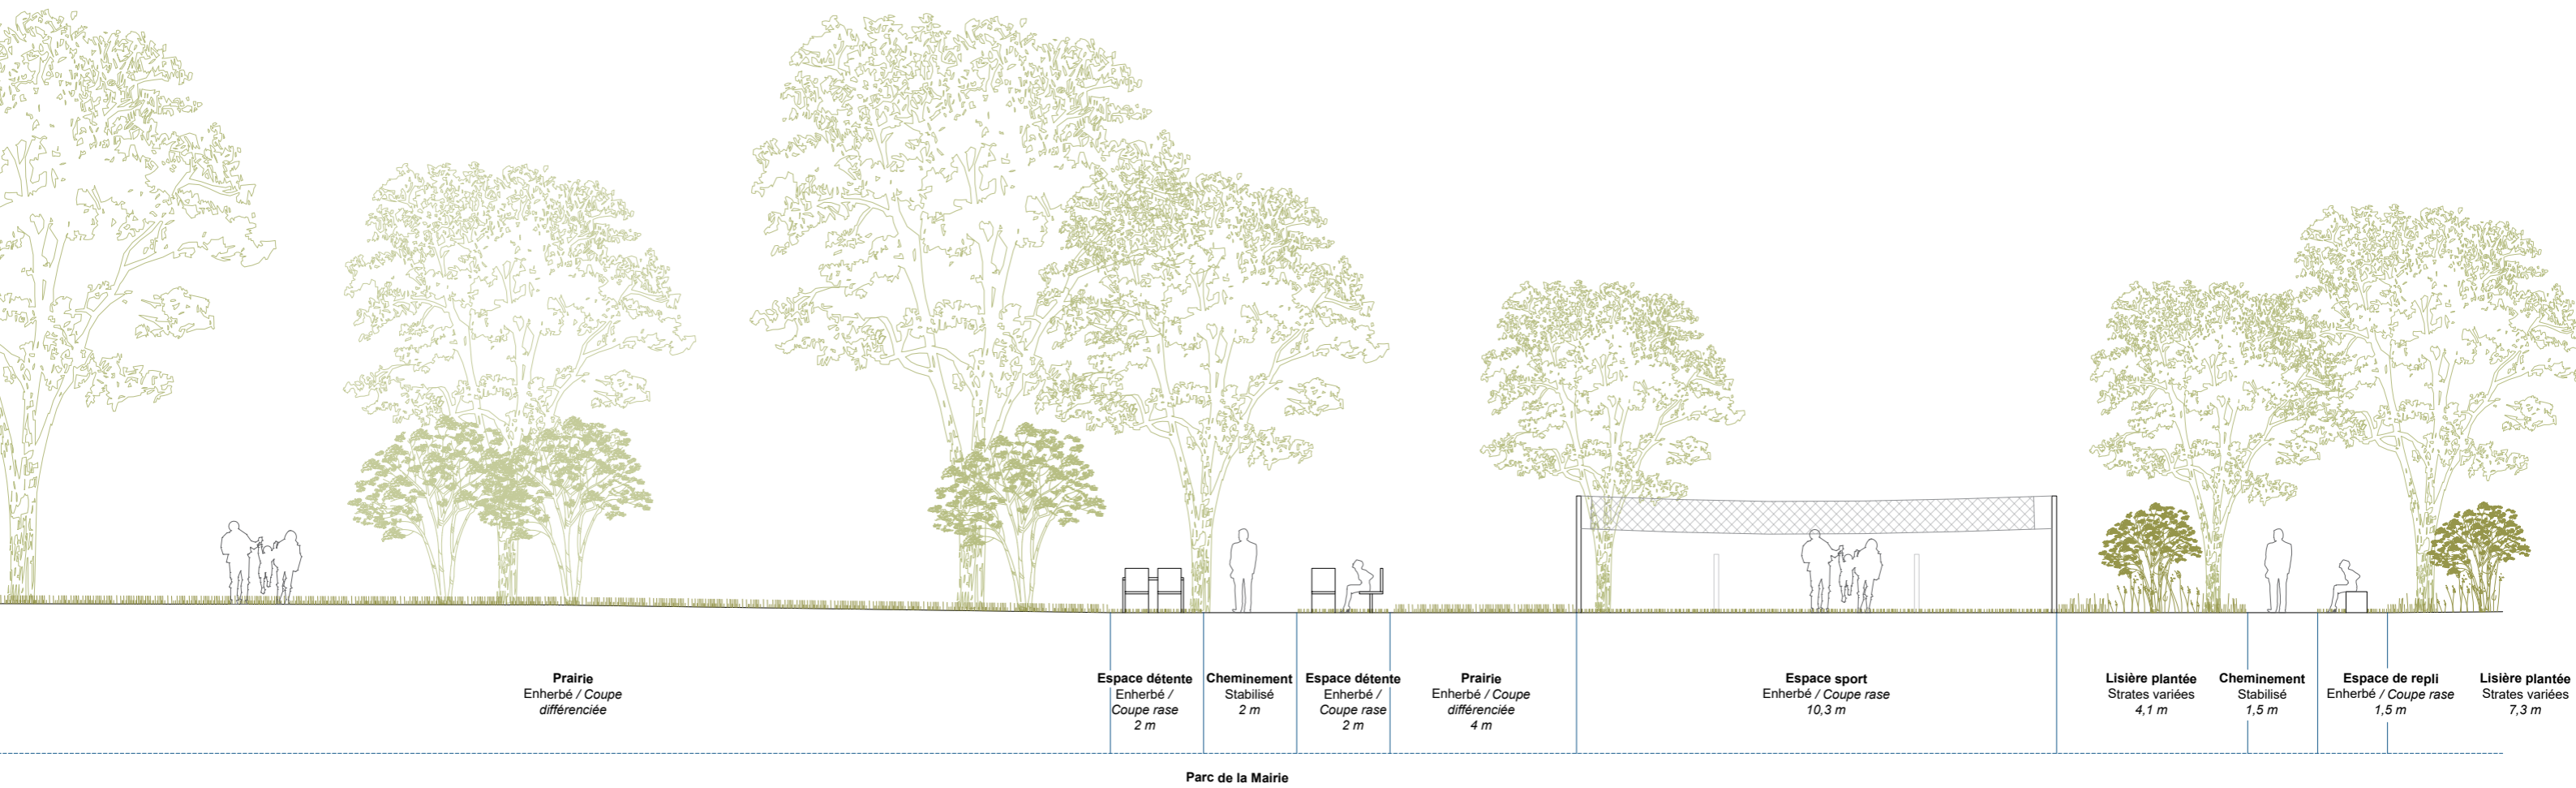 Prairie
Enherbé / Coupe
différenciée
Espace détente
Enherbé /
Coupe rase
2 m
Cheminement
Stabilisé
2 m
Espace détente
Enherbé /
Coupe rase
2 m
Prairie
Enherbé / Coupe
différenciée
4 m
Espace sport
Enherbé / Coupe rase
10,3 m
Lisière plantée
Strates variées
4,1 m
Cheminement
Stabilisé
1,5 m
Espace de repli
Enherbé / Coupe rase
1,5 m
Lisière plantée
Strates variées
7,3 m
Parc de la Mairie